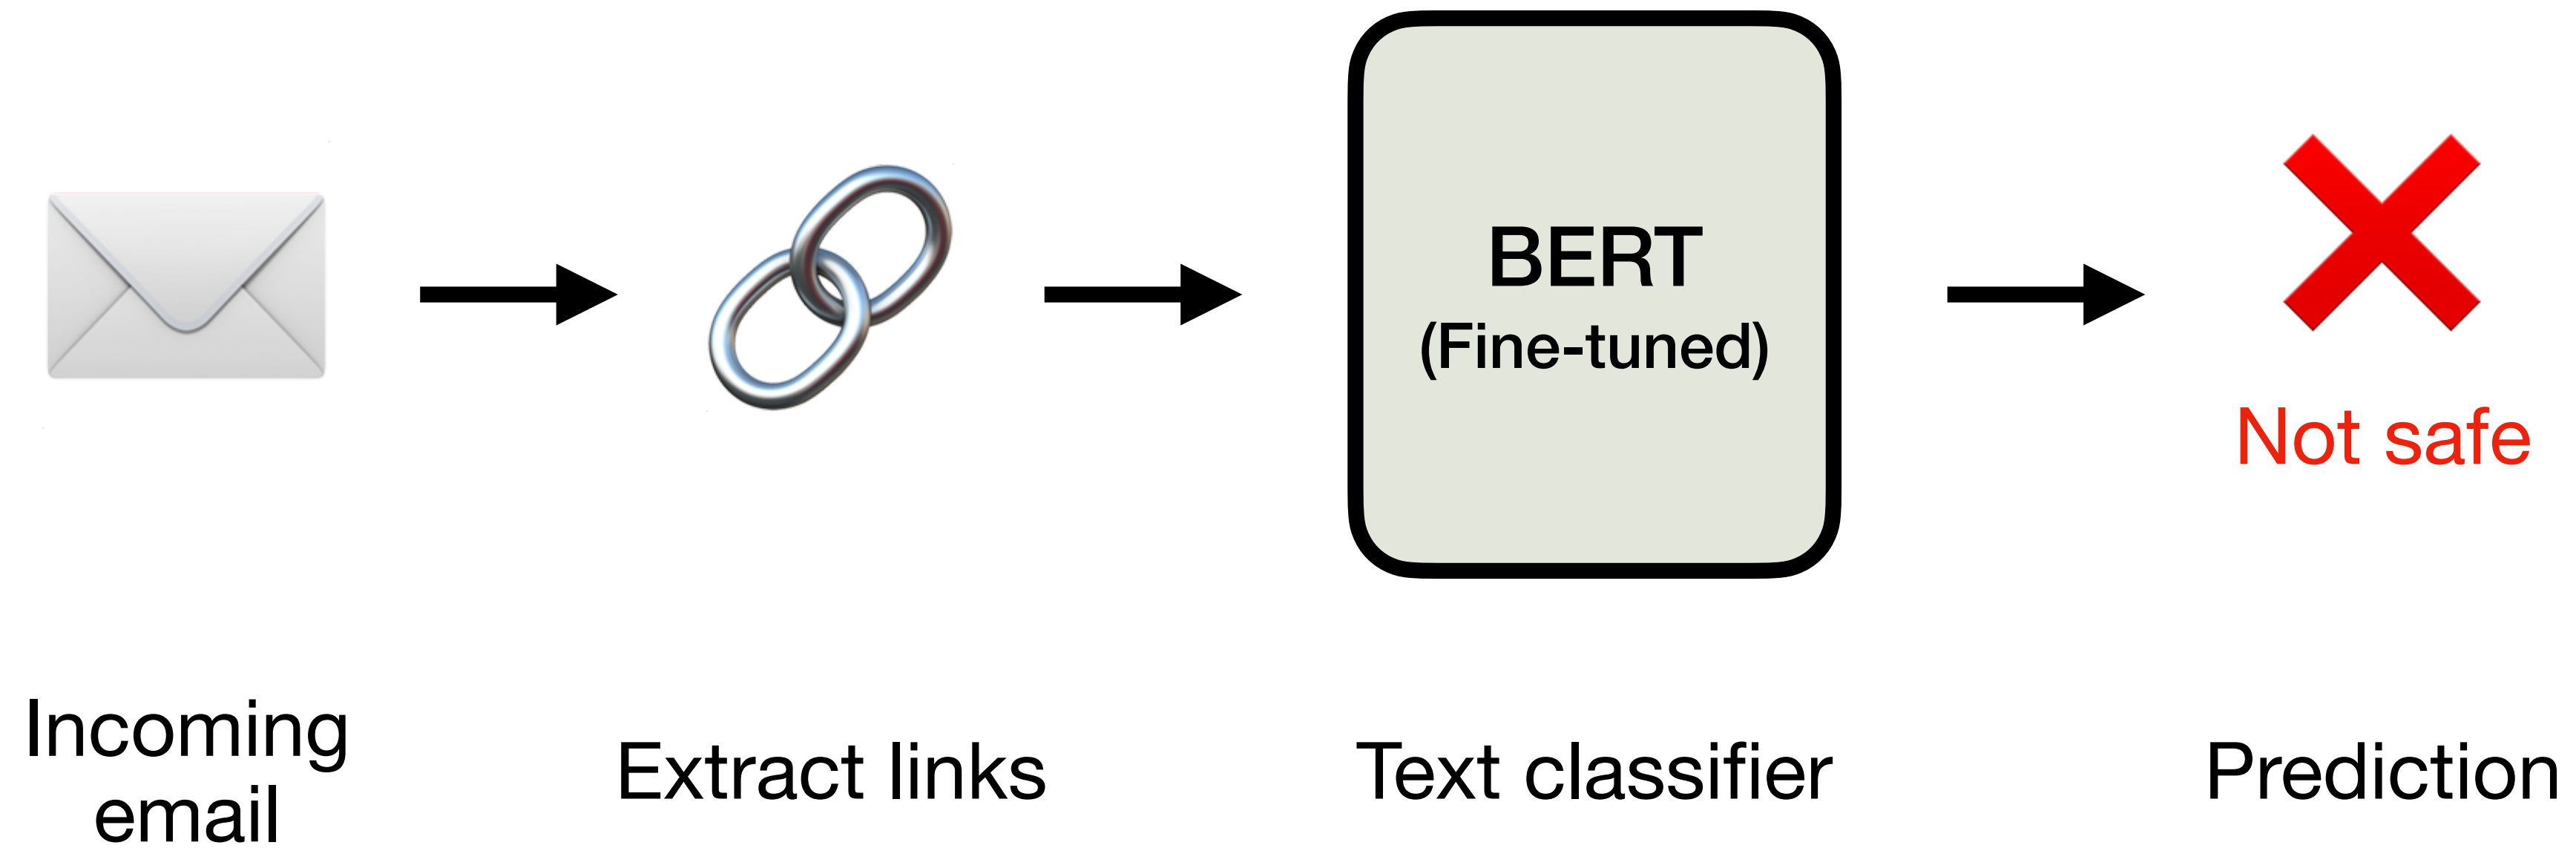 BERT
(Fine-tuned)
Not safe
Incoming
email
Extract links
Text classifier
Prediction